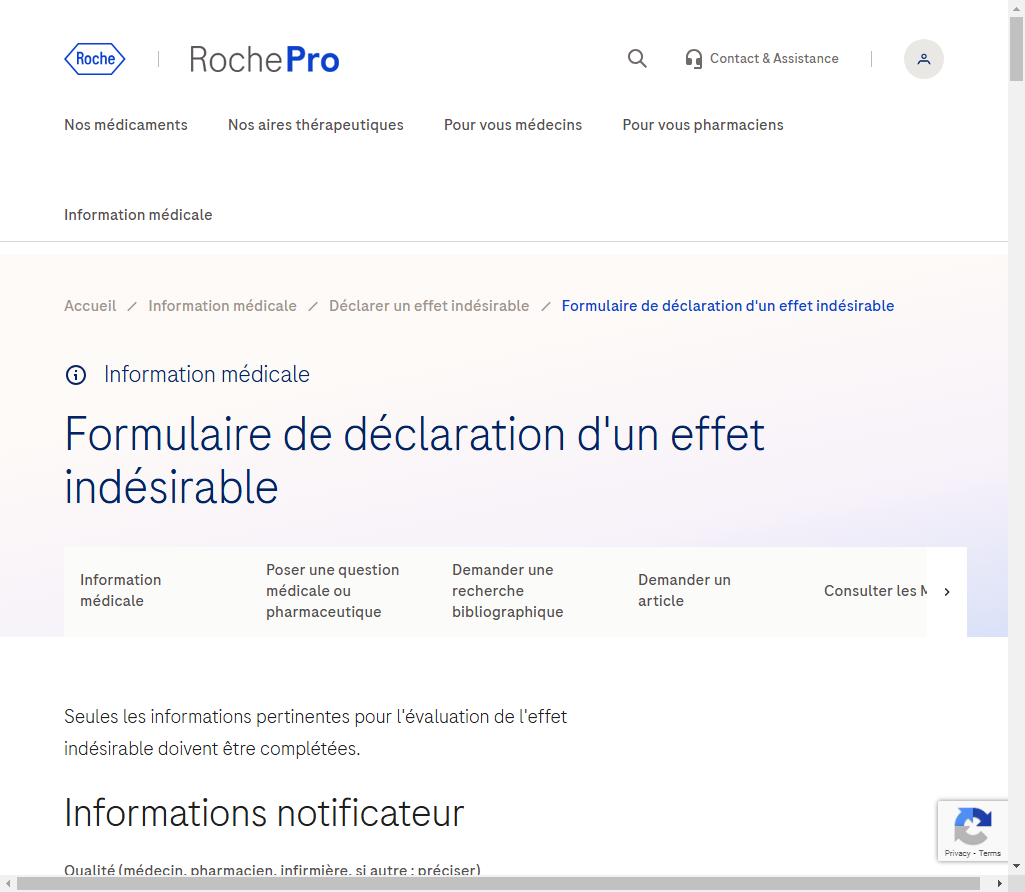 Roche
RochePro
Contact & Assistance
Nos médicaments
Nos aires thérapeutiques
Pour vous médecins
Pour vous pharmaciens
Information médicale
Accueil / Information médicale / Déclarer un effet indésirable / Formulaire de déclaration d'un effet indésirable
Information médicale
Formulaire de déclaration d'un effet
indésirable
Information
médicale
Poser une question
médicale ou
pharmaceutique
Demander une
recherche
bibliographique
Demander un
article
Consulter les
Seules les informations pertinentes pour l'évaluation de l'effet
indésirable doivent être complétées.
Informations notificateur
Qualité (médecin, pharmacien, infirmière, si autre : préciser)
Privacy - Terms